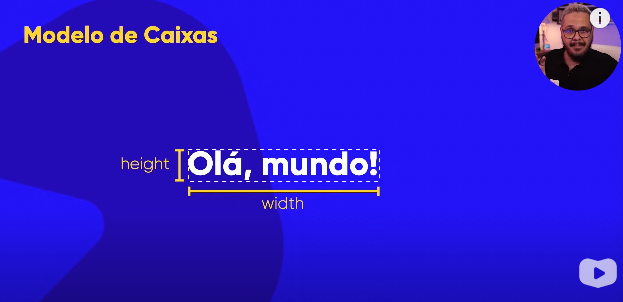 Modelo de Caixas
height
Olá, mundo!
width